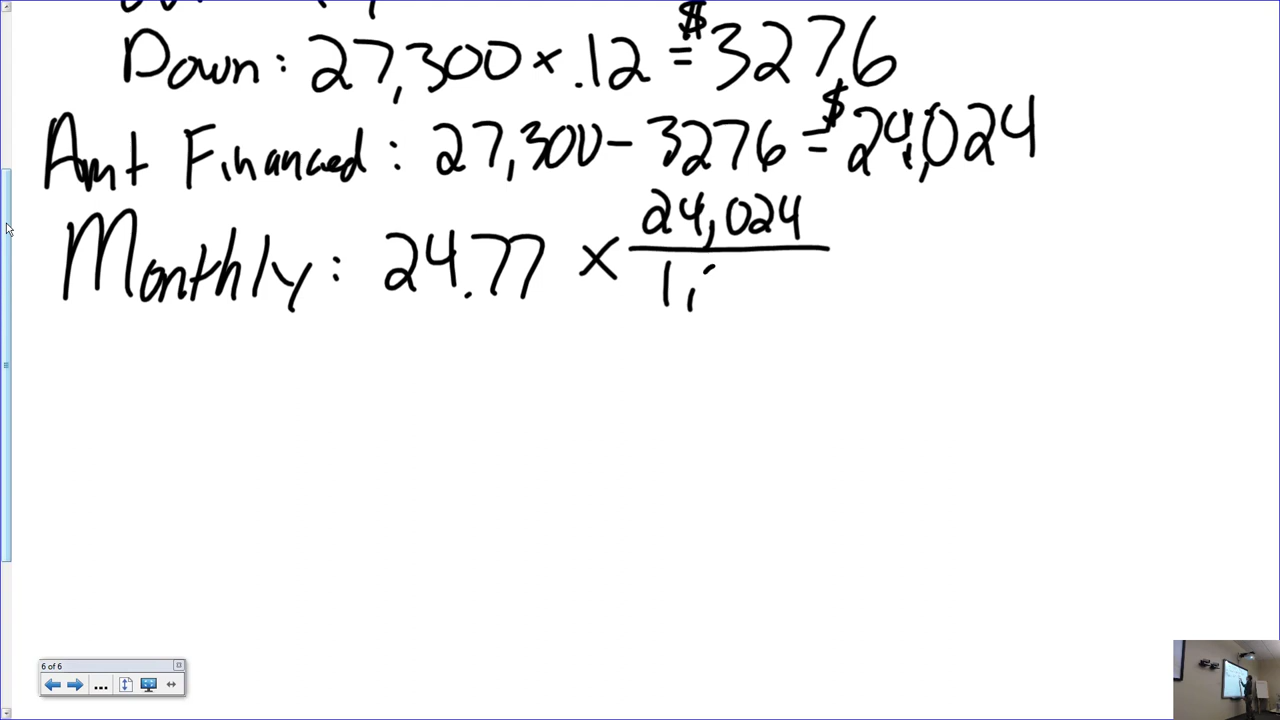 Down: 27,300 × .12 = $3276
Amt Financed: 27,300 - 3276 = $24,024
Monthly: 24.77 × 24,024
1,
6 of 6